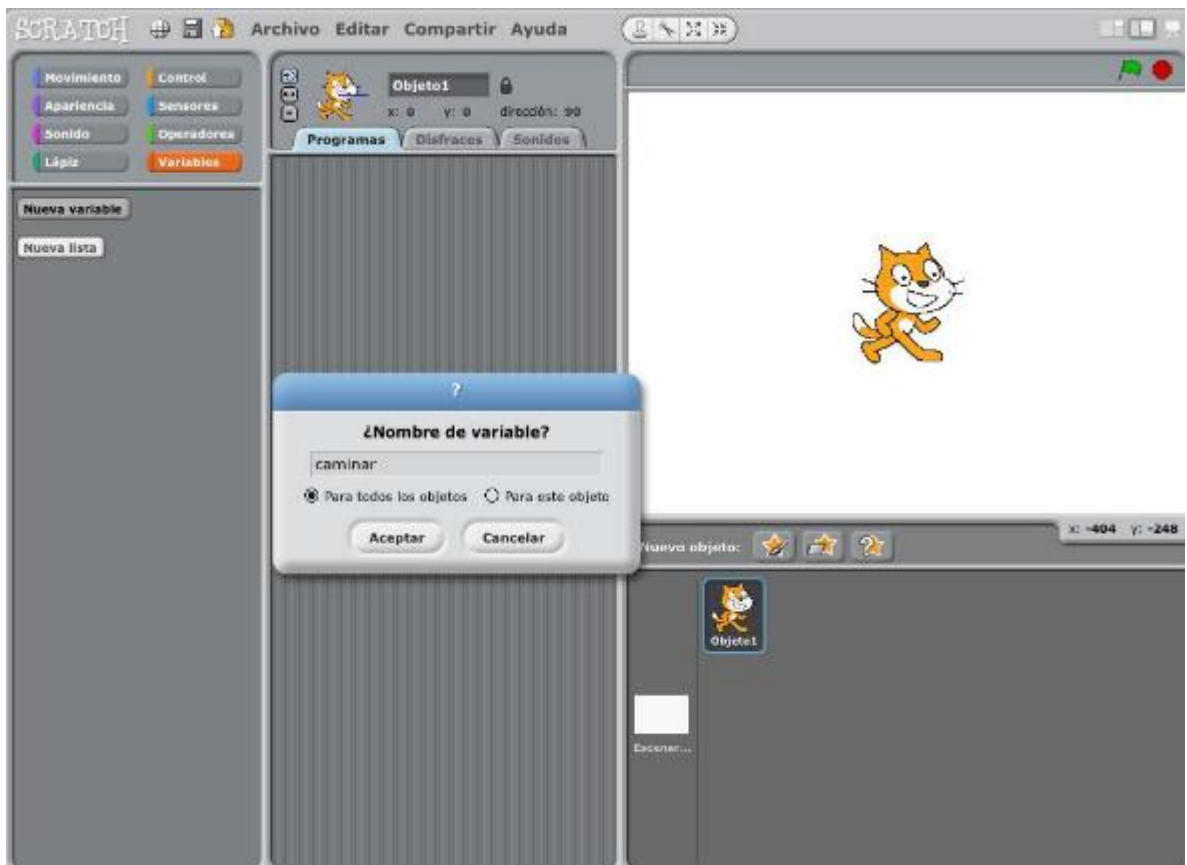 SCRATCH Archivo Editar Compartir Ayuda
Movimiento Control
Apariencia Sensores
Sonido Operadores
Lápiz Variables
Nueva variable
Nueva lista
Objeto1
x: 0 y: 0 dirección: 90
Programas Disfraces Sonidos
?
¿Nombre de variable?
caminar
Para todos los objetos Para este objeto
Aceptar Cancelar
x: -404 y: -248
Nuevo objeto:
Objeto1
Escenar...